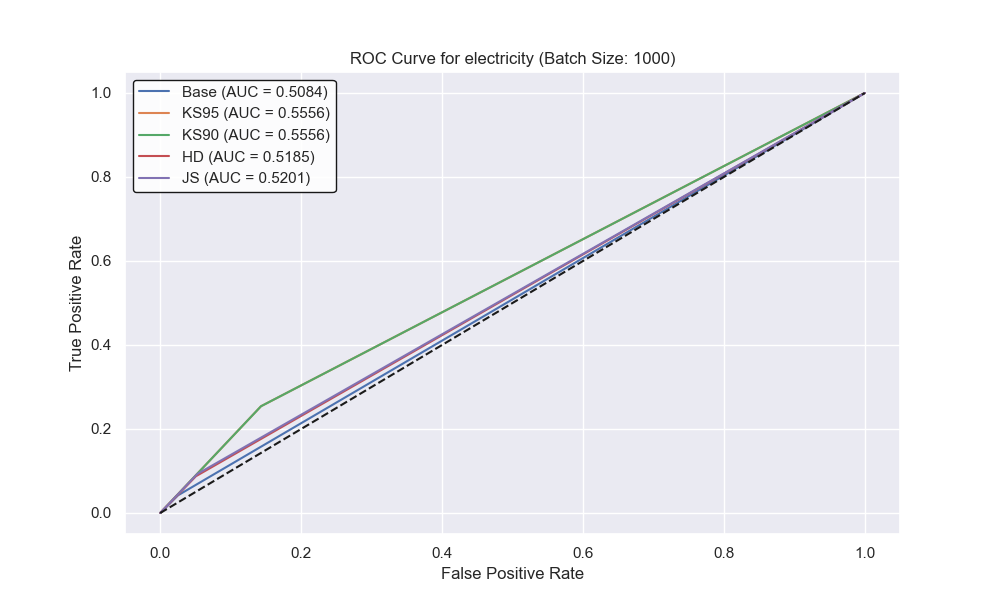 ROC Curve for electricity (Batch Size: 1000)
Base (AUC = 0.5084)
KS95 (AUC = 0.5556)
KS90 (AUC = 0.5556)
HD (AUC = 0.5185)
JS (AUC = 0.5201)
True Positive Rate
1.0
0.8
0.6
0.4
0.2
0.0
0.0 0.2 0.4 0.6 0.8 1.0
False Positive Rate